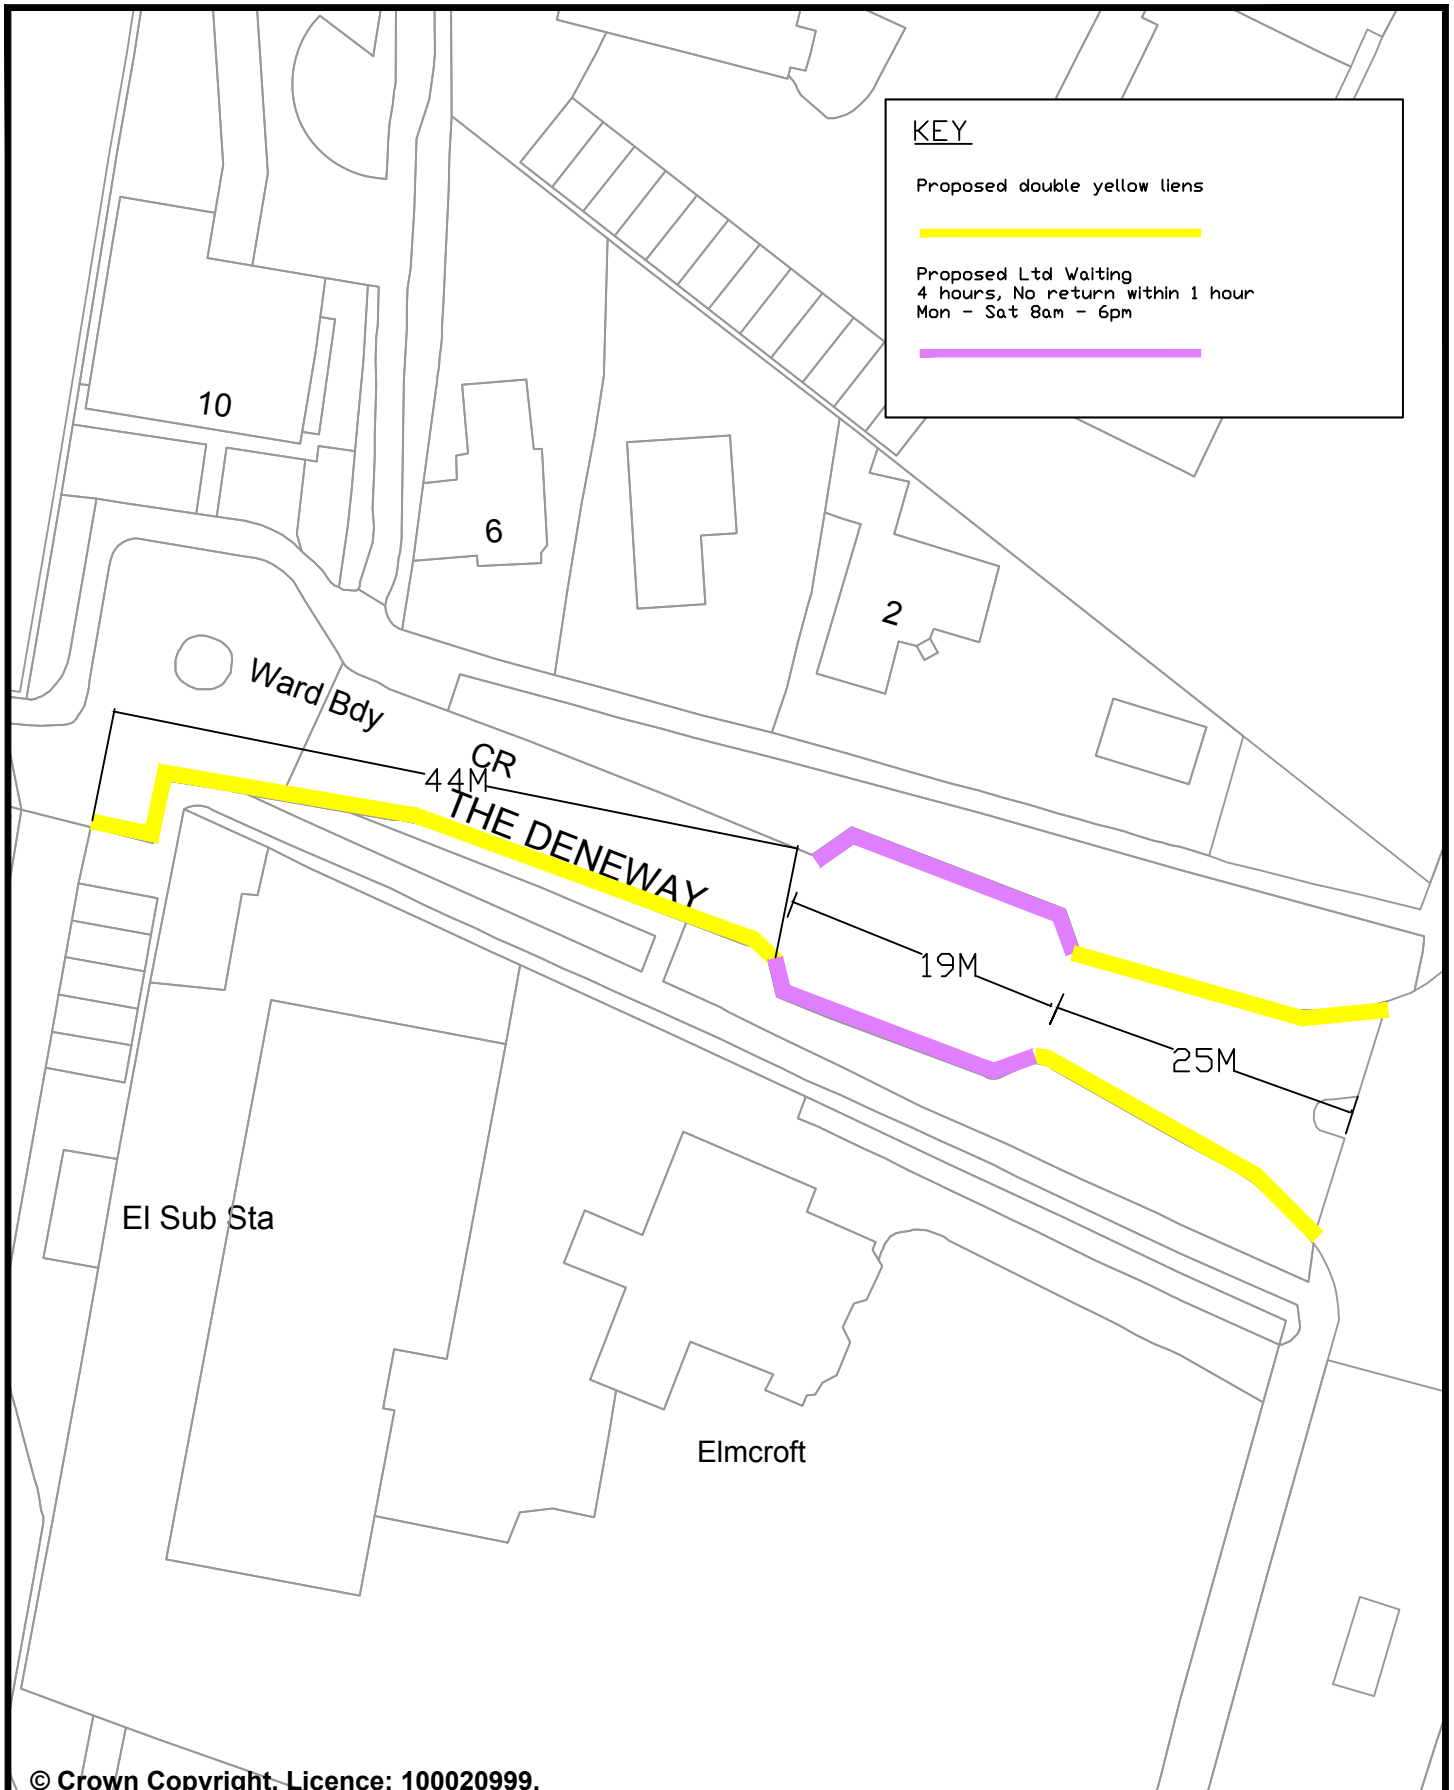 KEY
Proposed double yellow liens
Proposed Ltd Waiting
4 hours, No return within 1 hour
Mon - Sat 8am - 6pm
10
6
2
Ward Bdy
CR
44M
THE DENEWAY
19M
25M
El Sub Sta
Elmcroft
© Crown Copyright. Licence: 100020999.